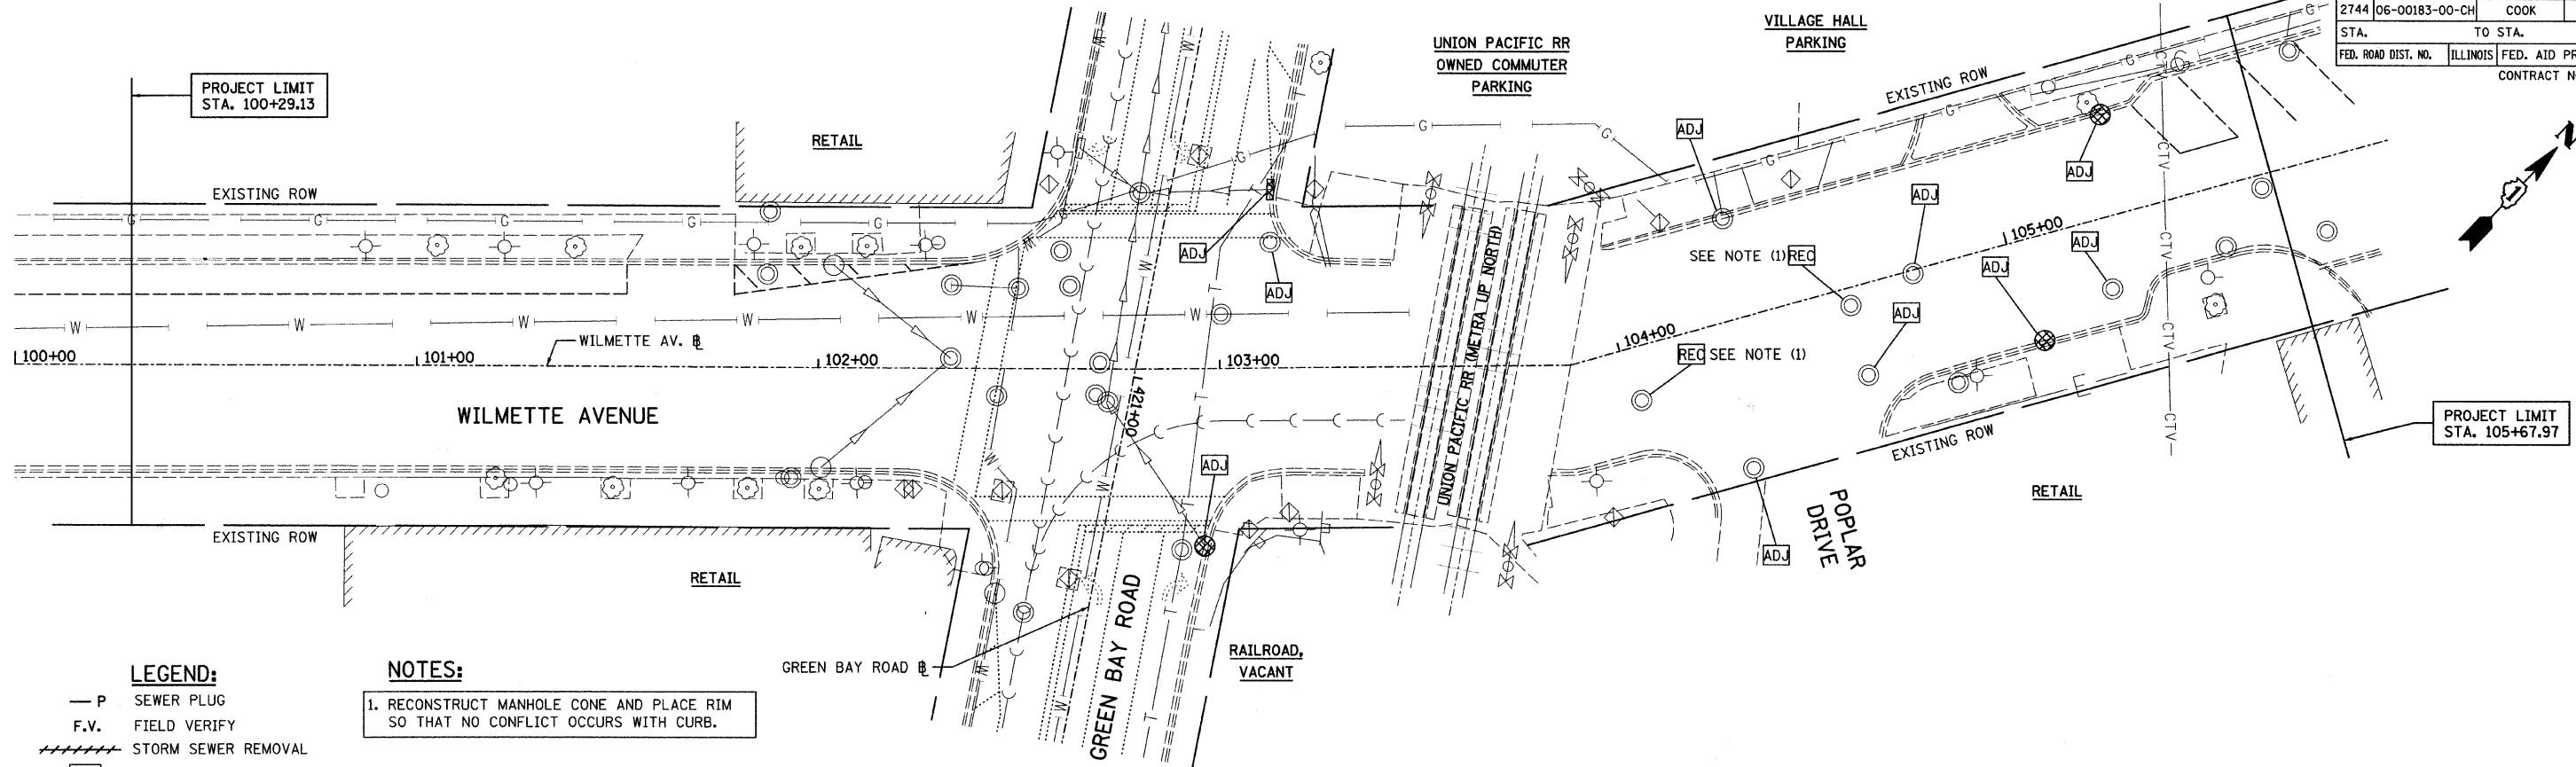 2744 06-00183-00-CH COOK
STA. TO STA.
FED. ROAD DIST. NO. ILLINOIS FED. AID PR
CONTRACT N
PROJECT LIMIT
STA. 100+29.13
RETAIL
UNION PACIFIC RR
OWNED COMMUTER
PARKING
VILLAGE HALL
PARKING
EXISTING ROW
EXISTING ROW
ADJ
ADJ
ADJ
ADJ
ADJ
ADJ
ADJ
ADJ
SEE NOTE (1) REC
REC SEE NOTE (1)
100+00
101+00
102+00
103+00
104+00
105+00
WILMETTE AV. ℄
L 421+00
UNION PACIFIC RR (METRA UP NORTH)
WILMETTE AVENUE
ADJ
ADJ
EXISTING ROW
EXISTING ROW
PROJECT LIMIT
STA. 105+67.97
RETAIL
RETAIL
POPLAR
DRIVE
GREEN BAY ROAD
GREEN BAY ROAD ℄
RAILROAD,
VACANT
N
1
G G G G G G G G G G
W W W W W W
CTV CTV CTV CTV
LEGEND:
P SEWER PLUG
F.V. FIELD VERIFY
STORM SEWER REMOVAL
NOTES:
1. RECONSTRUCT MANHOLE CONE AND PLACE RIM
SO THAT NO CONFLICT OCCURS WITH CURB.